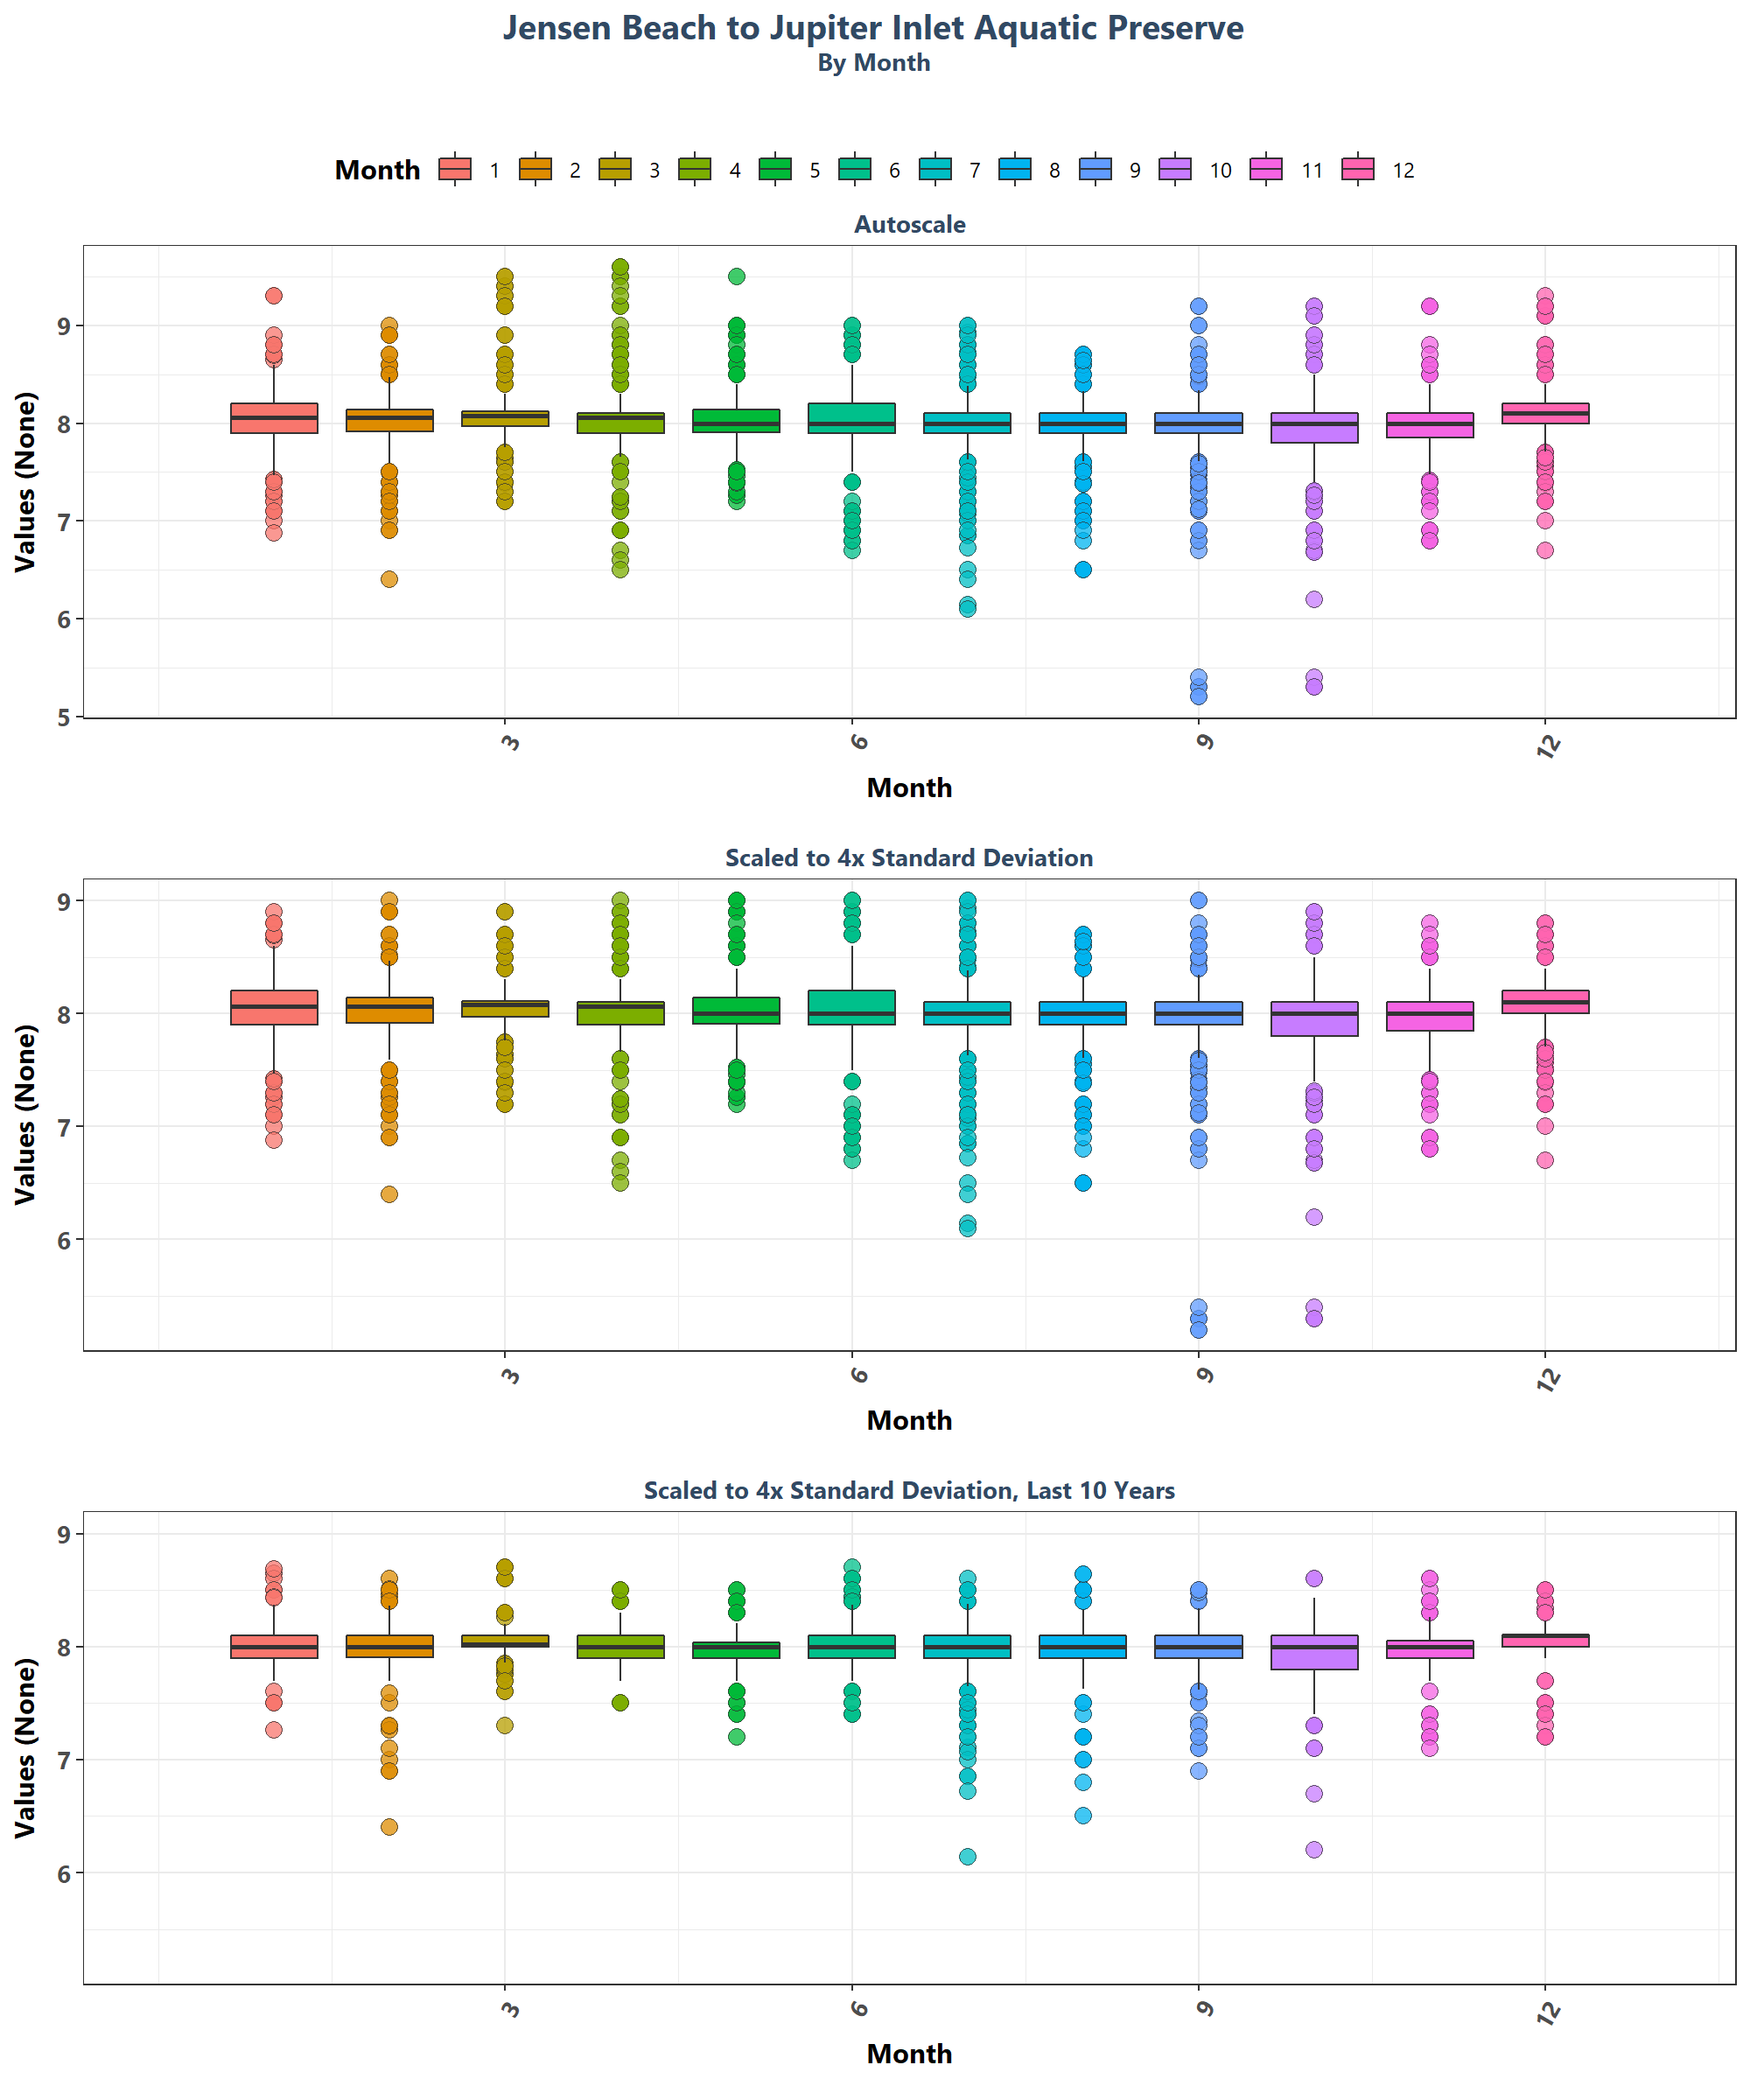 Jensen Beach to Jupiter Inlet Aquatic Preserve
By Month
Month 1 2 3 4 5 6 7 8 9 10 11 12
Autoscale
Values (None)
9
8
7
6
5
3 6 9 12
Month
Scaled to 4x Standard Deviation
Values (None)
9
8
7
6
3 6 9 12
Month
Scaled to 4x Standard Deviation, Last 10 Years
Values (None)
9
8
7
6
3 6 9 12
Month